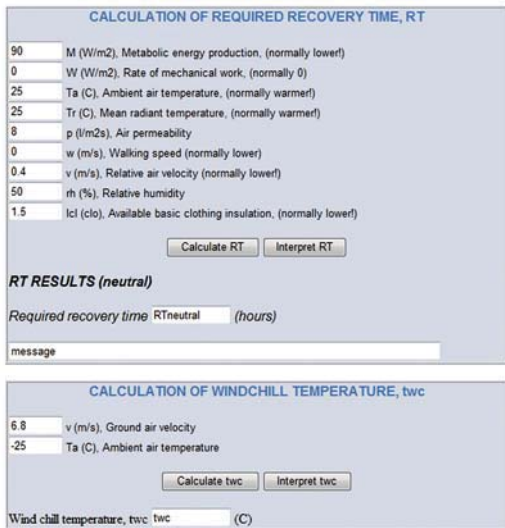 CALCULATION OF REQUIRED RECOVERY TIME, RT
90 M (W/m2), Metabolic energy production, (normally lower!)
0 W (W/m2), Rate of mechanical work, (normally 0)
25 Ta (C), Ambient air temperature, (normally warmer!)
25 Tr (C), Mean radiant temperature, (normally warmer!)
8 p (l/m2s), Air permeability
0 w (m/s), Walking speed (normally lower)
0.4 v (m/s), Relative air velocity (normally lower!)
50 rh (%), Relative humidity
1.5 Icl (clo), Available basic clothing insulation, (normally lower!)
Calculate RT Interpret RT
RT RESULTS (neutral)
Required recovery time RTneutral (hours)
message
CALCULATION OF WINDCHILL TEMPERATURE, twc
6.8 v (m/s), Ground air velocity
-25 Ta (C), Ambient air temperature
Calculate twc Interpret twc
Wind chill temperature, twc twc (C)